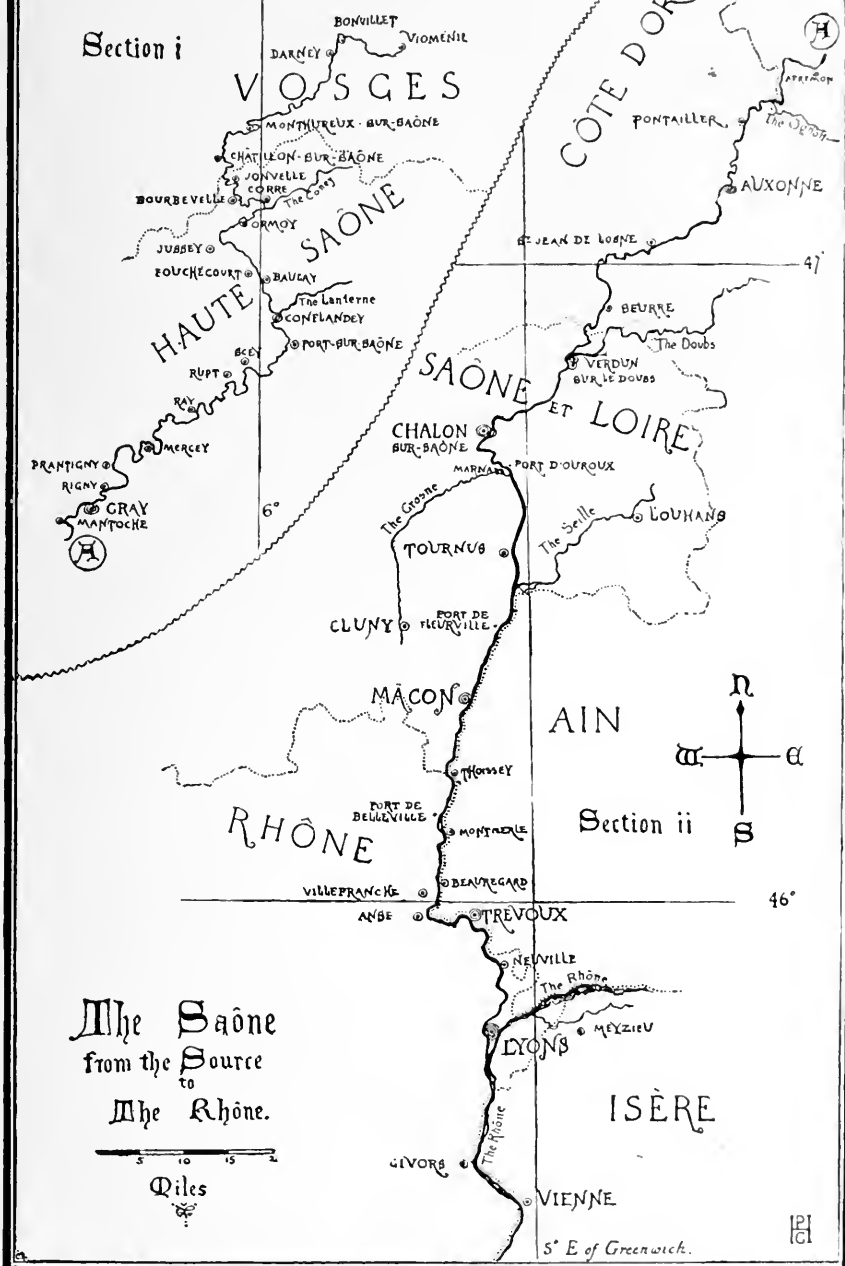 Section i
BONVILLET
VIOMÉNIL
DARNEY
VOSGES
MONTHUREUX-SUR-SAÔNE
CHÂTILLON-SUR-SAÔNE
JONVELLE
CORRE
The Coney
BOURBEVELLE
ORMOY
JUSSEY
FOUCHÉCOURT
BAULAY
The Lanterne
CONFLANDEY
HAUTE SAÔNE
PORT-SUR-SAÔNE
SCEY
RUPT
RAY
MERCEY
PRANTIGNY
RIGNY
GRAY
MANTOCHE
A
6°
CÔTE D'OR
A
APREMON
PONTAILLER
The Ognon
AUXONNE
St JEAN DE LOSNE
47°
BEURRE
The Doubs
VERDUN
SUR LE DOUBS
SAÔNE ET LOIRE
CHALON
SUR-SAÔNE
MARNAY
PORT D'OUROUX
The Grosne
The Seille
LOUHANS
TOURNUS
CLUNY
PORT DE
FLEURVILLE
MÂCON
AIN
N
W
E
S
THOISSEY
RHÔNE
PORT DE
BELLEVILLE
MONTMERLE
Section ii
BEAUREGARD
VILLEFRANCHE
46°
ANSE
TRÉVOUX
NEUVILLE
The Rhône
MEYZIEU
LYONS
The Saône
from the Source
to
The Rhône.
5 10 15 2
Miles
ISÈRE
The Rhône
GIVORS
VIENNE
5° E of Greenwich.
HPG